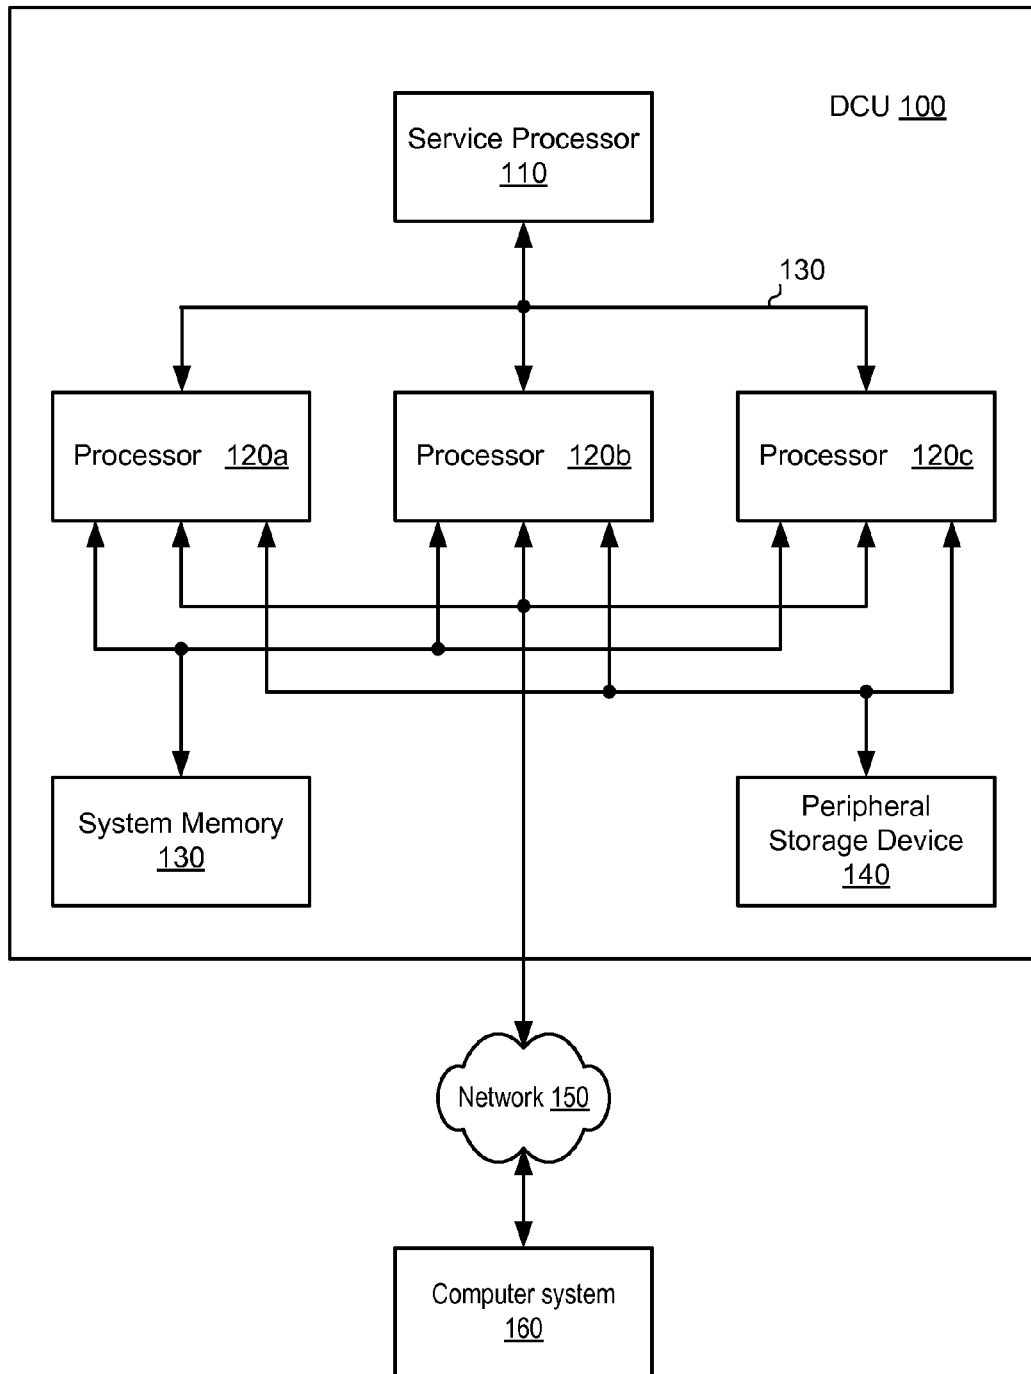 DCU 100
Service Processor
110
130
Processor 120a
Processor 120b
Processor 120c
System Memory
130
Peripheral
Storage Device
140
Network 150
Computer system
160